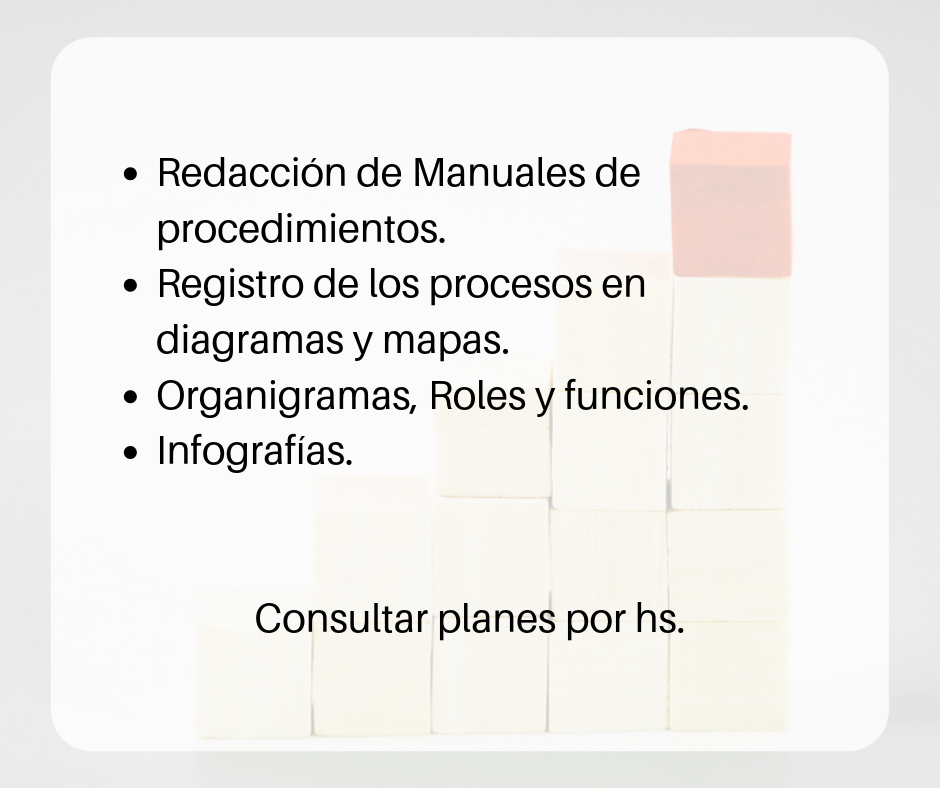 • Redacción de Manuales de
procedimientos.
• Registro de los procesos en
diagramas y mapas.
• Organigramas, Roles y funciones.
• Infografías.
Consultar planes por hs.